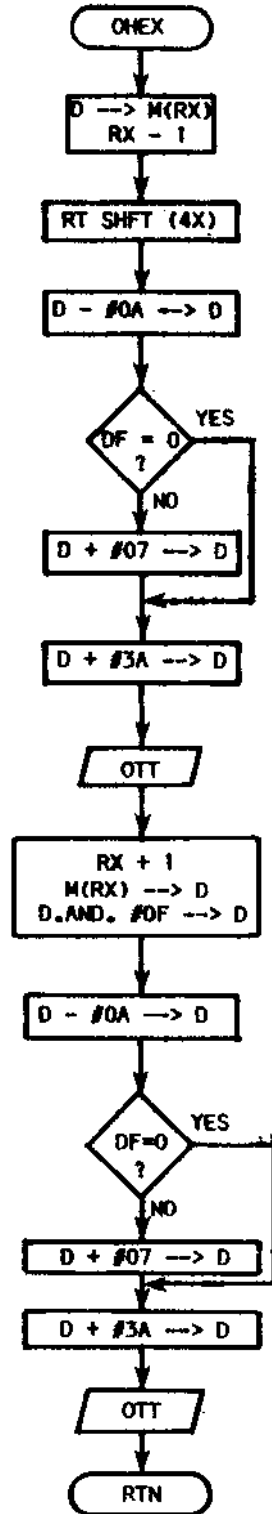 OHEX
D --> M(RX)
RX - 1
RT SHFT (4X)
D - #0A --> D
DF = 0
?
YES
NO
D + #07 --> D
D + #3A --> D
OTT
RX + 1
M(RX) --> D
D.AND. #0F --> D
D - #0A --> D
DF=0
?
YES
NO
D + #07 --> D
D + #3A --> D
OTT
RTN